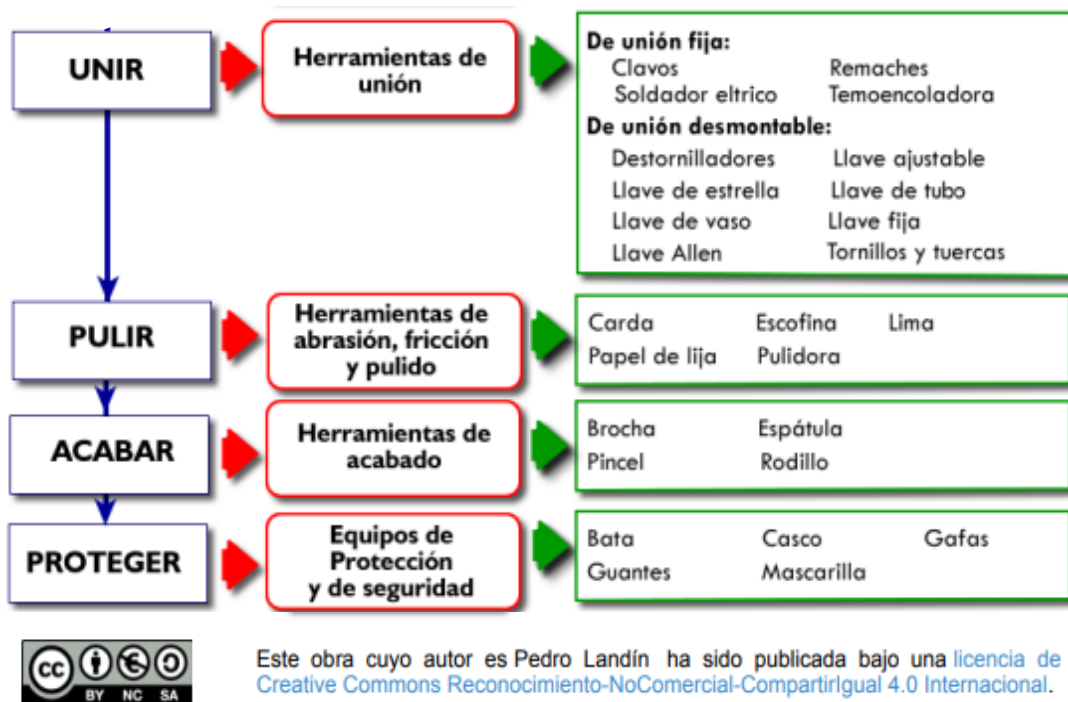 UNIR
Herramientas de
unión
De unión fija:
Clavos Remaches
Soldador eltrico Temoencoladora
De unión desmontable:
Destornilladores Llave ajustable
Llave de estrella Llave de tubo
Llave de vaso Llave fija
Llave Allen Tornillos y tuercas
PULIR
Herramientas de
abrasión, fricción
y pulido
Carda Escofina Lima
Papel de lija Pulidora
ACABAR
Herramientas de
acabado
Brocha Espátula
Pincel Rodillo
PROTEGER
Equipos de
Protección
y de seguridad
Bata Casco Gafas
Guantes Mascarilla
cc
BY NC SA
Este obra cuyo autor es Pedro Landín ha sido publicada bajo una licencia de
Creative Commons Reconocimiento-NoComercial-CompartirIgual 4.0 Internacional.